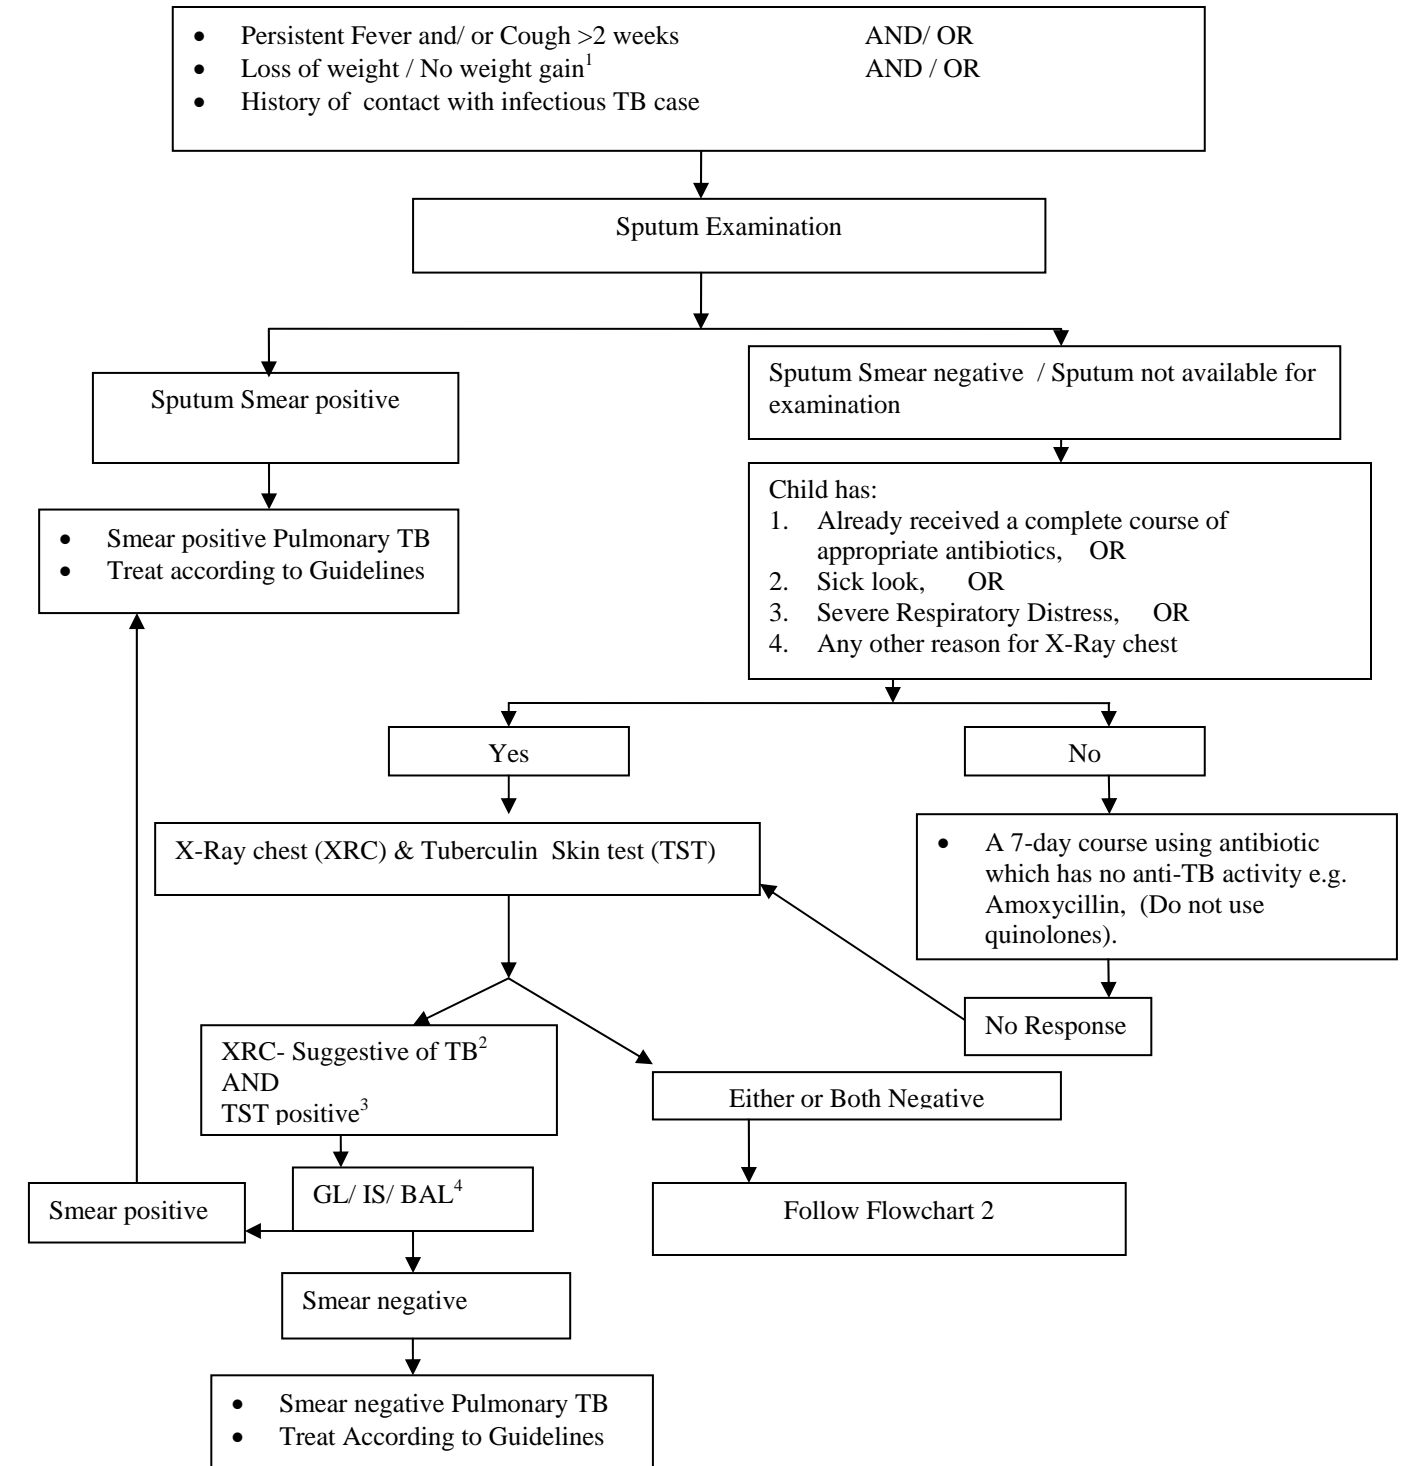 • Persistent Fever and/ or Cough >2 weeks AND/ OR
• Loss of weight / No weight gain1 AND / OR
• History of contact with infectious TB case
Sputum Examination
Sputum Smear positive
Sputum Smear negative / Sputum not available for
examination
• Smear positive Pulmonary TB
• Treat according to Guidelines
Child has:
1. Already received a complete course of
appropriate antibiotics, OR
2. Sick look, OR
3. Severe Respiratory Distress, OR
4. Any other reason for X-Ray chest
Yes
No
X-Ray chest (XRC) & Tuberculin Skin test (TST)
• A 7-day course using antibiotic
which has no anti-TB activity e.g.
Amoxycillin, (Do not use
quinolones).
No Response
XRC- Suggestive of TB2
AND
TST positive3
Either or Both Negative
GL/ IS/ BAL4
Smear positive
Follow Flowchart 2
Smear negative
• Smear negative Pulmonary TB
• Treat According to Guidelines